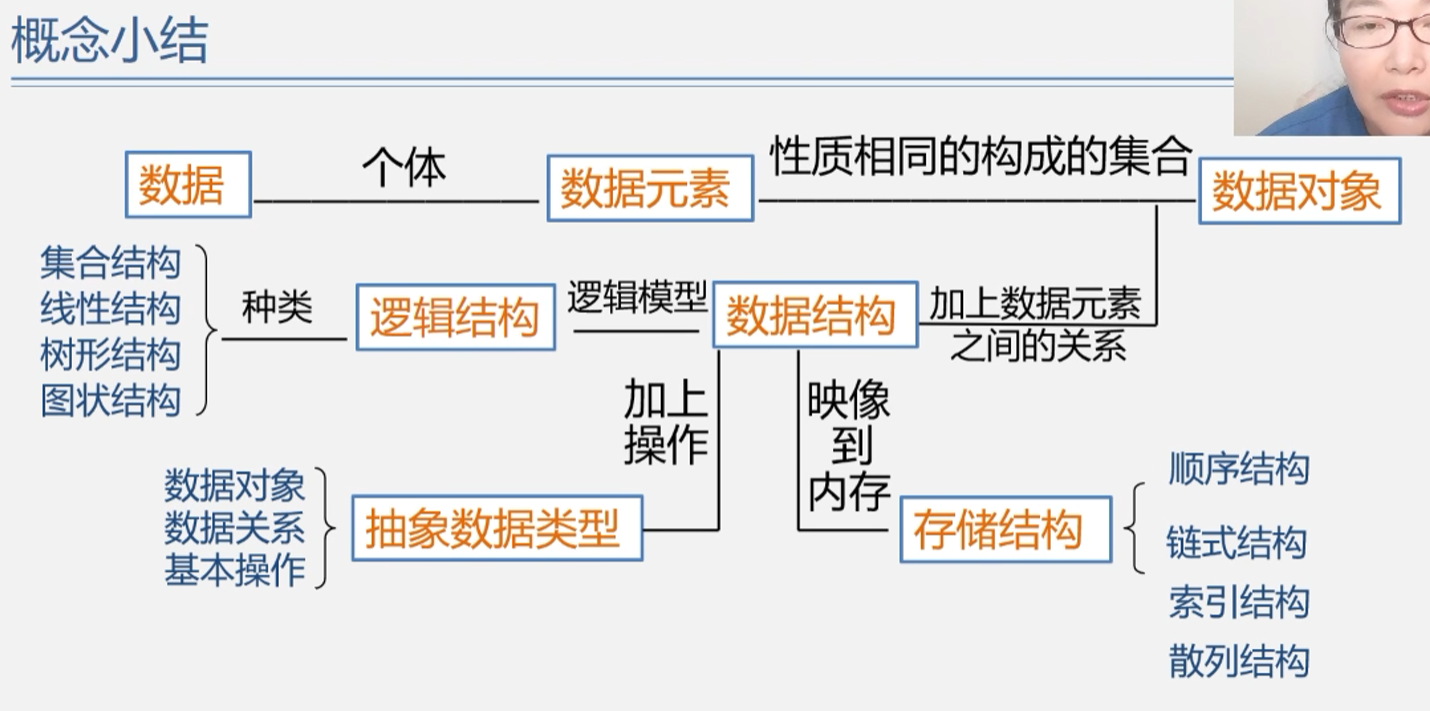 概念小结
数据
个体
数据元素
性质相同的构成的集合
数据对象
集合结构
线性结构
树形结构
图状结构
种类
逻辑结构
逻辑模型
数据结构
加上数据元素
之间的关系
加上
操作
映像
到
内存
数据对象
数据关系
基本操作
抽象数据类型
存储结构
顺序结构
链式结构
索引结构
散列结构